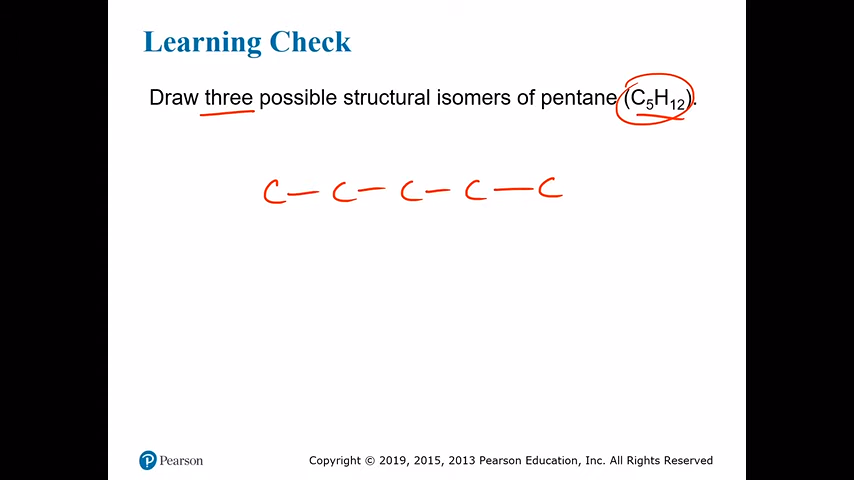 Learning Check
Draw three possible structural isomers of pentane (C₅H₁₂).
C — C — C — C — C
Pearson
Copyright © 2019, 2015, 2013 Pearson Education, Inc. All Rights Reserved